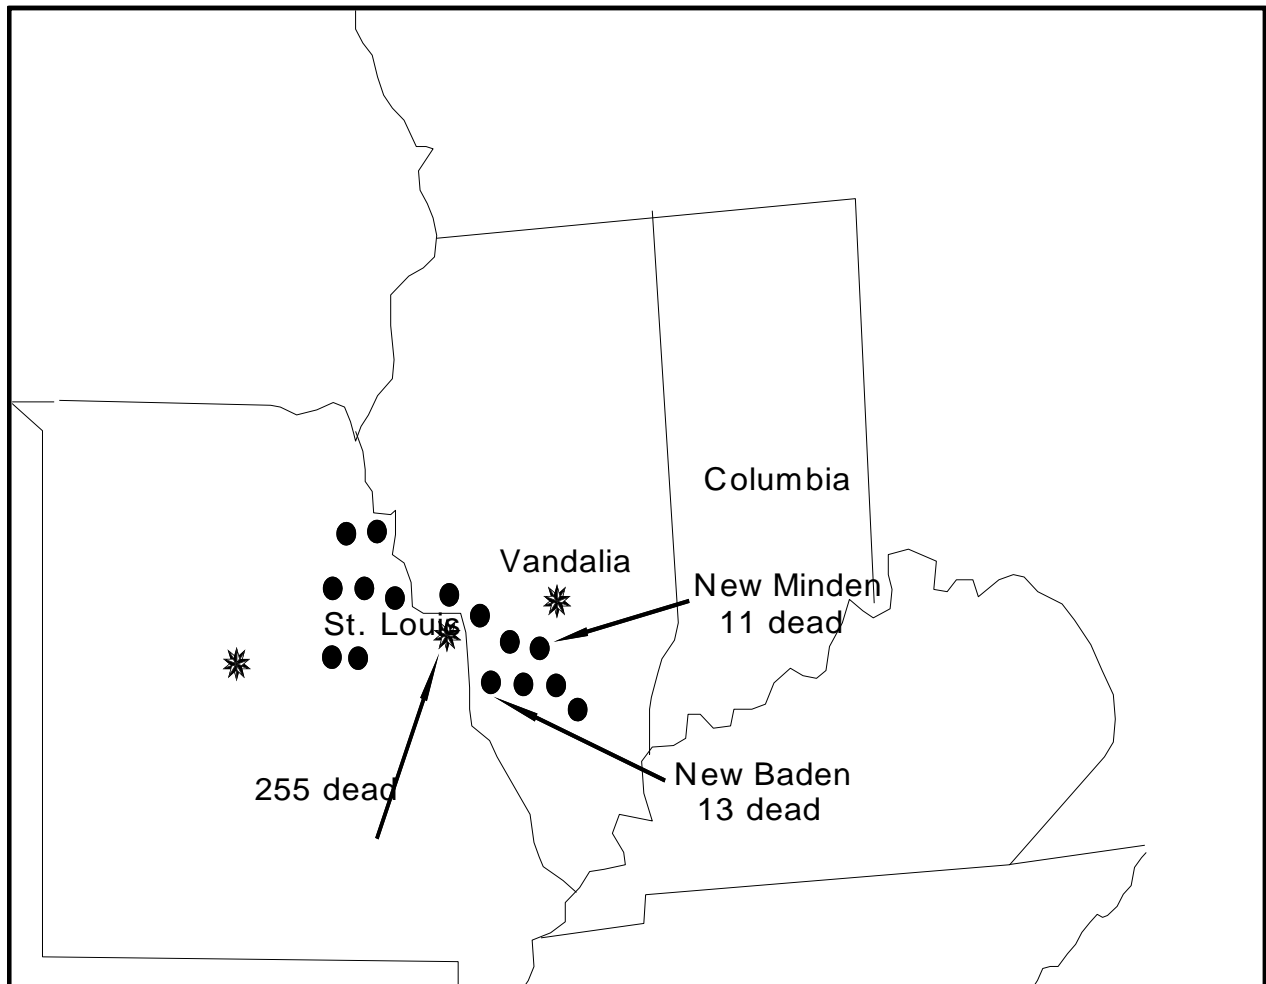 Columbia
Vandalia
New Minden
11 dead
St. Louis
255 dead
New Baden
13 dead